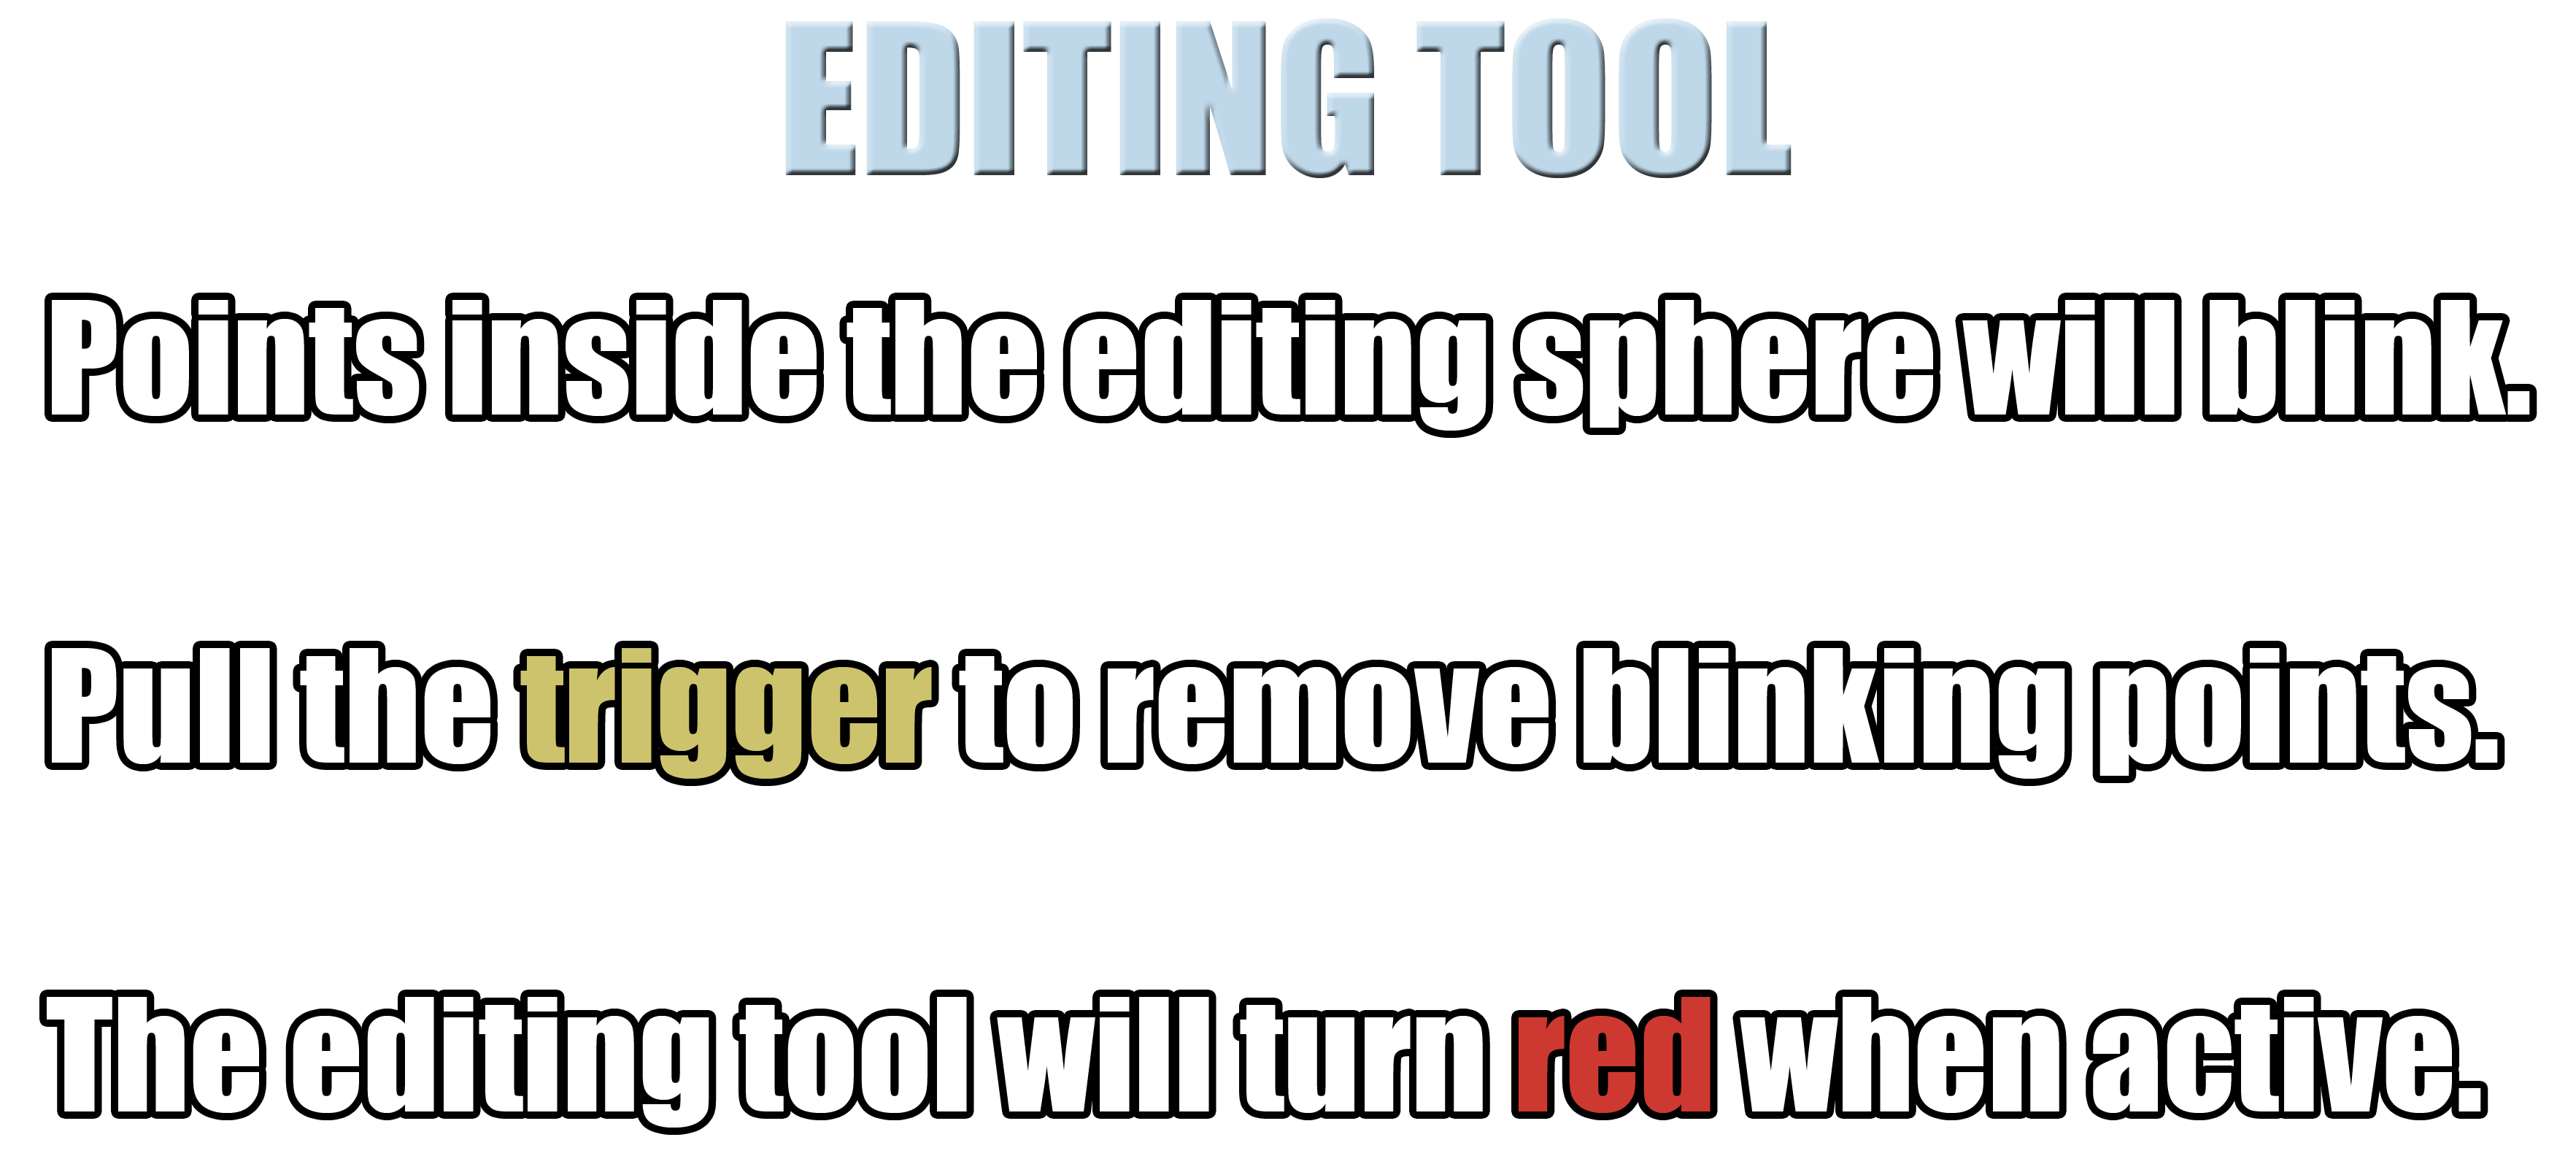 EDITING TOOL
Points inside the editing sphere will blink.
Pull the trigger to remove blinking points.
The editing tool will turn red when active.